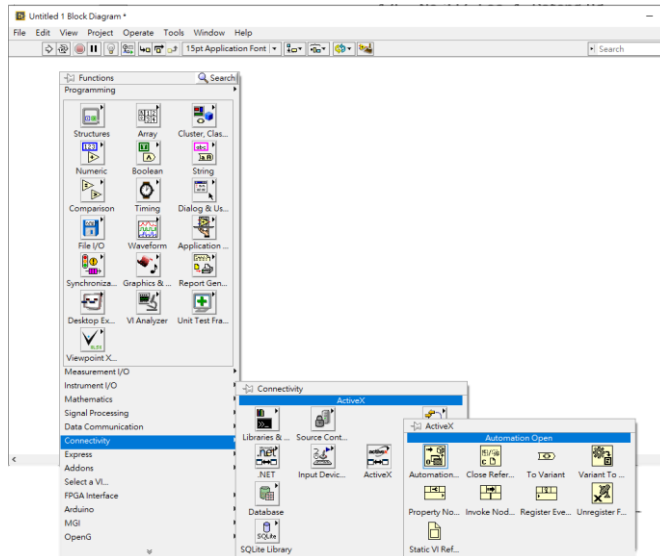 Untitled 1 Block Diagram *
File Edit View Project Operate Tools Window Help
15pt Application Font
Search
Functions
Search
Programming
Structures Array Cluster, Clas...
Numeric Boolean String
Comparison Timing Dialog & Us...
File I/O Waveform Application ...
Synchroniza... Graphics & ... Report Gen...
Desktop Ex... VI Analyzer Unit Test Fra...
Viewpoint X...
Measurement I/O
Instrument I/O
Mathematics
Signal Processing
Data Communication
Connectivity
Express
Addons
Select a VI...
FPGA Interface
Arduino
MGI
OpenG
Connectivity
ActiveX
Libraries & ... Source Cont...
.NET Input Devic... ActiveX
Database
SQLite Library
ActiveX
Automation Open
Automation... Close Refer... To Variant Variant To ...
Property No... Invoke Nod... Register Eve... Unregister F...
Static VI Ref...